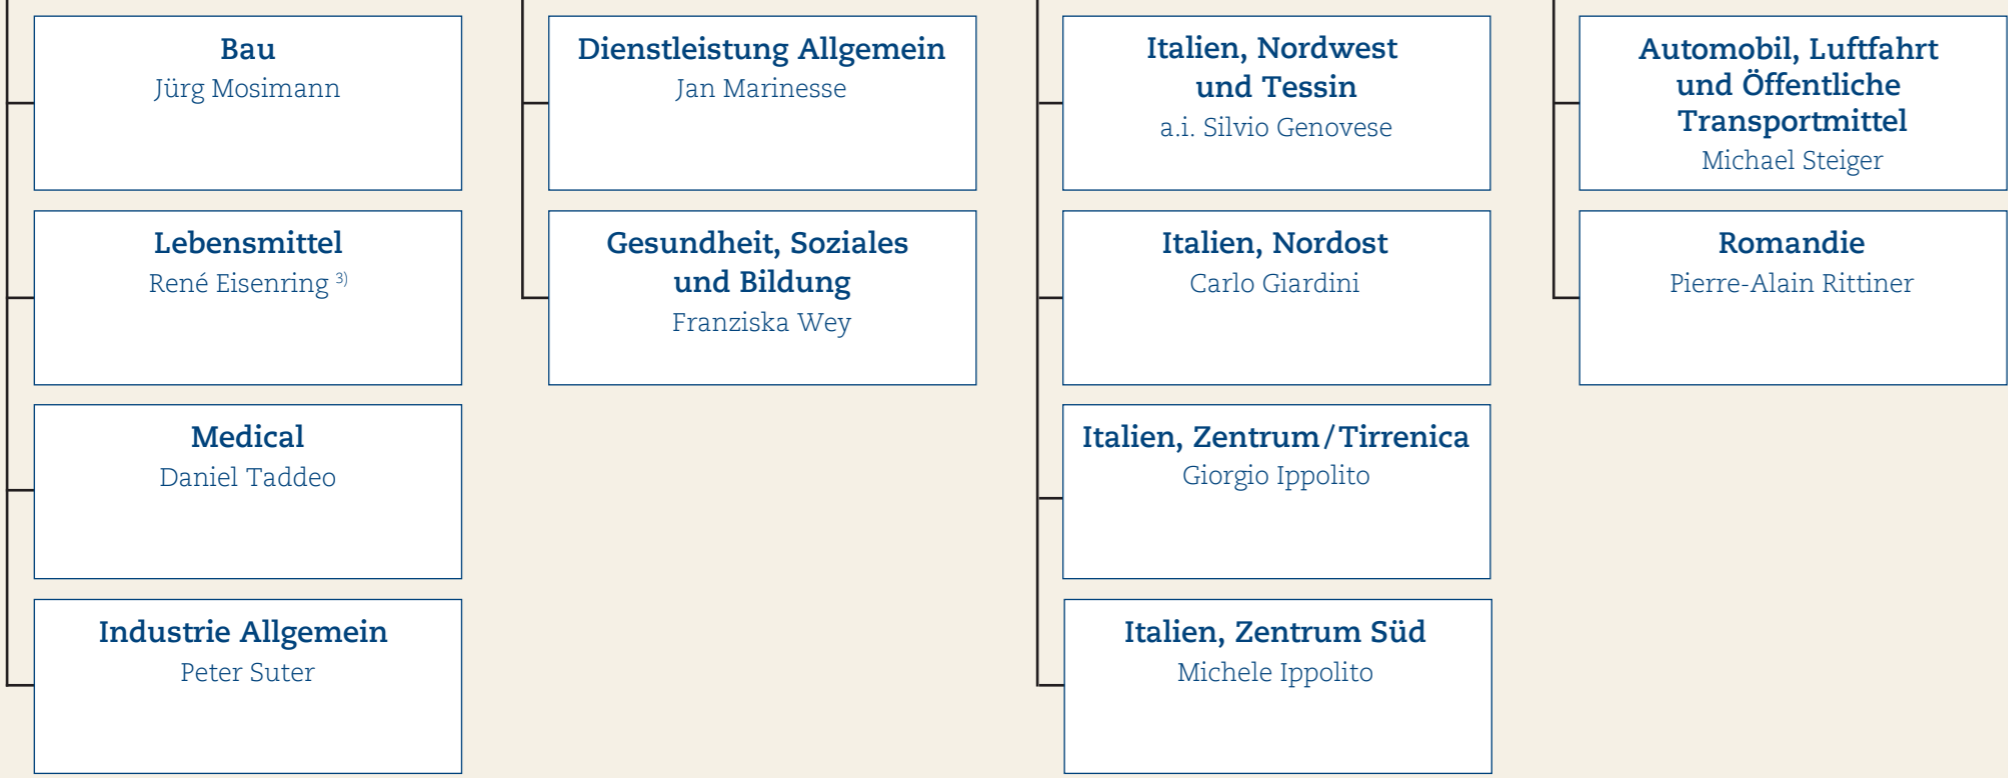 Bau
Jürg Mosimann
Lebensmittel
René Eisenring 3)
Medical
Daniel Taddeo
Industrie Allgemein
Peter Suter
Dienstleistung Allgemein
Jan Marinesse
Gesundheit, Soziales
und Bildung
Franziska Wey
Italien, Nordwest
und Tessin
a.i. Silvio Genovese
Italien, Nordost
Carlo Giardini
Italien, Zentrum/Tirrenica
Giorgio Ippolito
Italien, Zentrum Süd
Michele Ippolito
Automobil, Luftfahrt
und Öffentliche
Transportmittel
Michael Steiger
Romandie
Pierre-Alain Rittiner